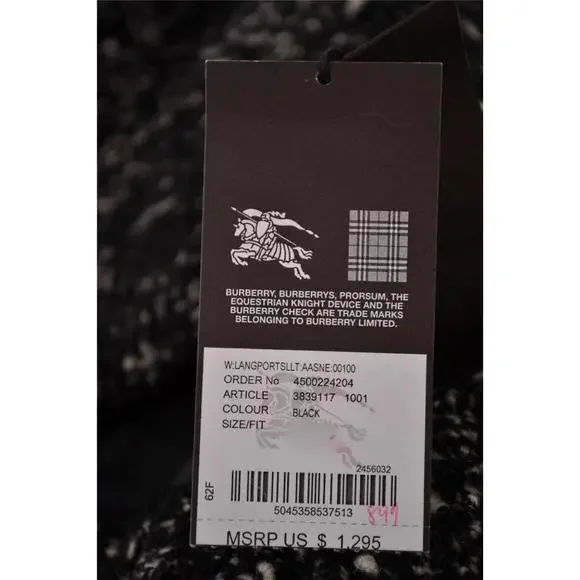 BURBERRY, BURBERRYS, PRORSUM, THE
EQUESTRIAN KNIGHT DEVICE AND THE
BURBERRY CHECK ARE TRADE MARKS
BELONGING TO BURBERRY LIMITED.
W:LANGPORTSLLT:AASNE:00100
ORDER No 4500224204
ARTICLE 3839117 1001
COLOUR BLACK
SIZE/FIT
2456032
62F
5045358537513
849
MSRP US $ 1,295